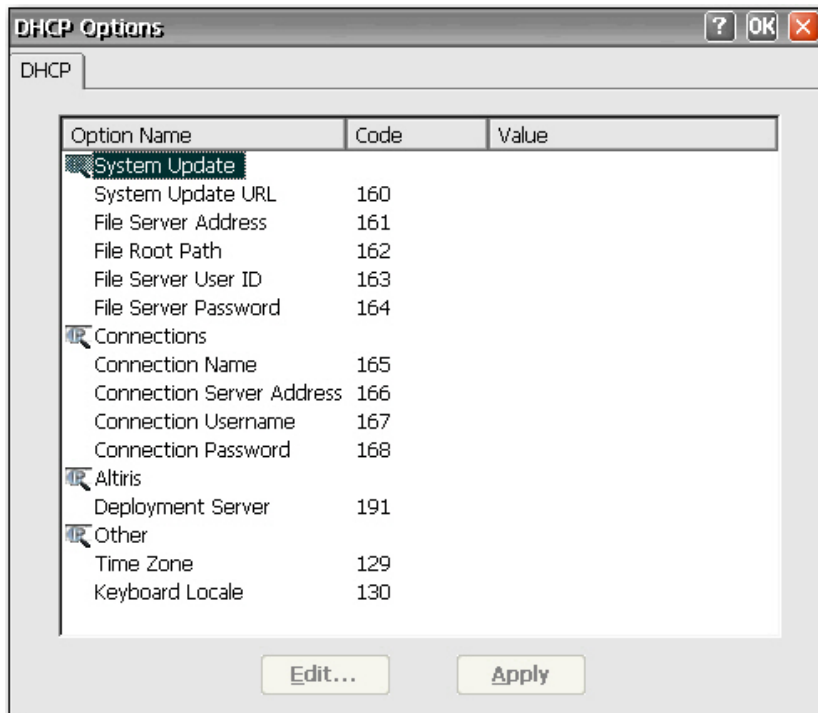 DHCP Options ? OK
DHCP
Option Name Code Value
System Update
System Update URL 160
File Server Address 161
File Root Path 162
File Server User ID 163
File Server Password 164
Connections
Connection Name 165
Connection Server Address 166
Connection Username 167
Connection Password 168
Altiris
Deployment Server 191
Other
Time Zone 129
Keyboard Locale 130
Edit... Apply